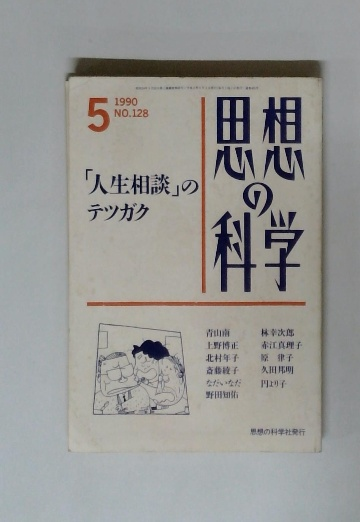 5
1990
NO.128
思想
の
科学
「人生相談」の
テツガク
青山南
上野博正
北村年子
斎藤綾子
なだいなだ
野田知佑
林幸次郎
赤江真理子
原 律子
久田邦明
円より子
思想の科学社発行